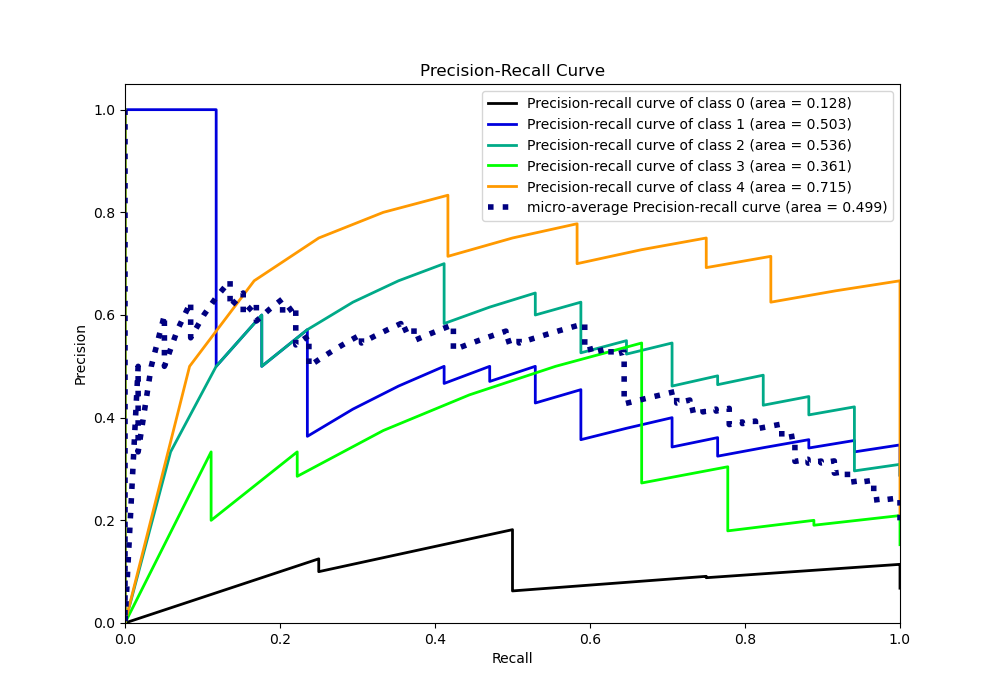 Precision-Recall Curve
1.0
0.8
0.6
0.4
0.2
0.0
Precision
Precision-recall curve of class 0 (area = 0.128)
Precision-recall curve of class 1 (area = 0.503)
Precision-recall curve of class 2 (area = 0.536)
Precision-recall curve of class 3 (area = 0.361)
Precision-recall curve of class 4 (area = 0.715)
micro-average Precision-recall curve (area = 0.499)
0.0 0.2 0.4 0.6 0.8 1.0
Recall